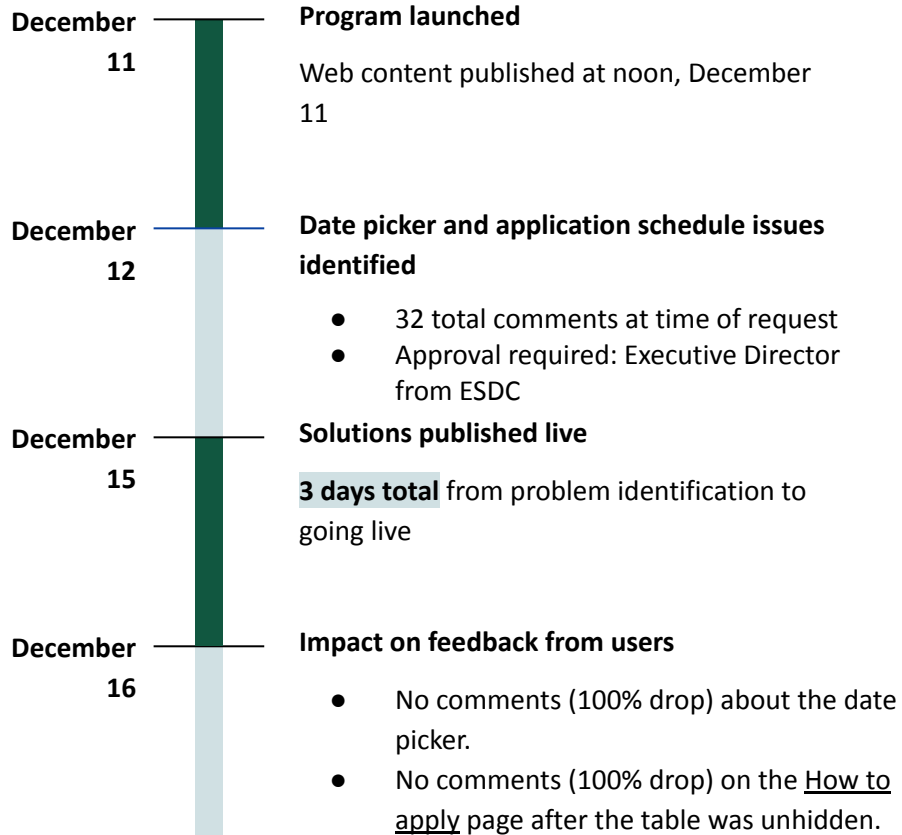 December
11
Program launched
Web content published at noon, December
11
December
12
Date picker and application schedule issues
identified
● 32 total comments at time of request
● Approval required: Executive Director
from ESDC
December
15
Solutions published live
3 days total from problem identification to
going live
December
16
Impact on feedback from users
● No comments (100% drop) about the date
picker.
● No comments (100% drop) on the How to
apply page after the table was unhidden.